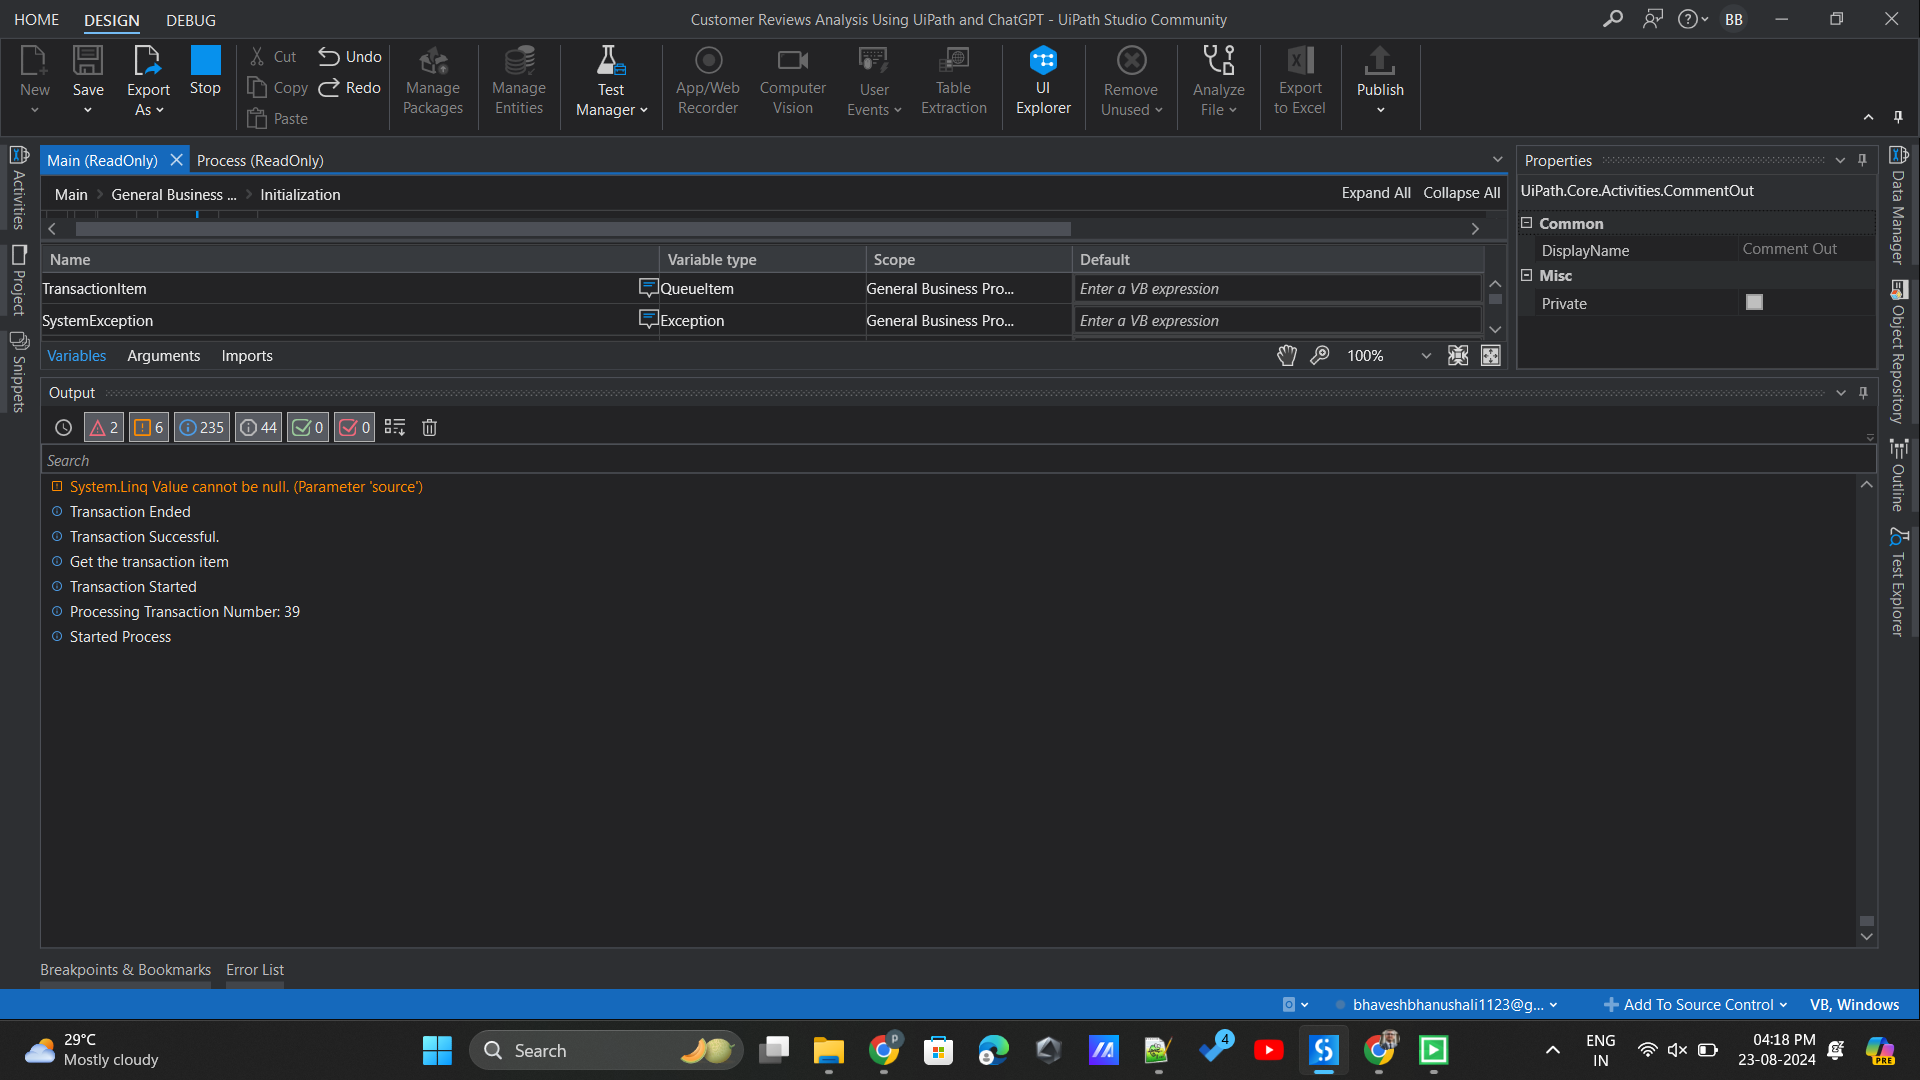 HOME DESIGN DEBUG Customer Reviews Analysis Using UiPath and ChatGPT - UiPath Studio Community BB
New Save Export As Stop Cut Copy Paste Undo Redo Manage Packages Manage Entities Test Manager App/Web Recorder Computer Vision User Events Table Extraction UI Explorer Remove Unused Analyze File Export to Excel Publish
Main (ReadOnly) Process (ReadOnly)
Main General Business ... Initialization Expand All Collapse All
Name Variable type Scope Default
TransactionItem QueueItem General Business Pro... Enter a VB expression
SystemException Exception General Business Pro... Enter a VB expression
Variables Arguments Imports 100%
Properties
UiPath.Core.Activities.CommentOut
Common
DisplayName Comment Out
Misc
Private
Activities
Project
Snippets
Data Manager
Object Repository
Outline
Test Explorer
Output
2 6 235 44 0 0
Search
System.Linq Value cannot be null. (Parameter 'source')
Transaction Ended
Transaction Successful.
Get the transaction item
Transaction Started
Processing Transaction Number: 39
Started Process
Breakpoints & Bookmarks Error List
bhaveshbhanushali1123@g... Add To Source Control VB, Windows
29°C
Mostly cloudy
Search
P
4
ENG
IN
04:18 PM
23-08-2024
PRE